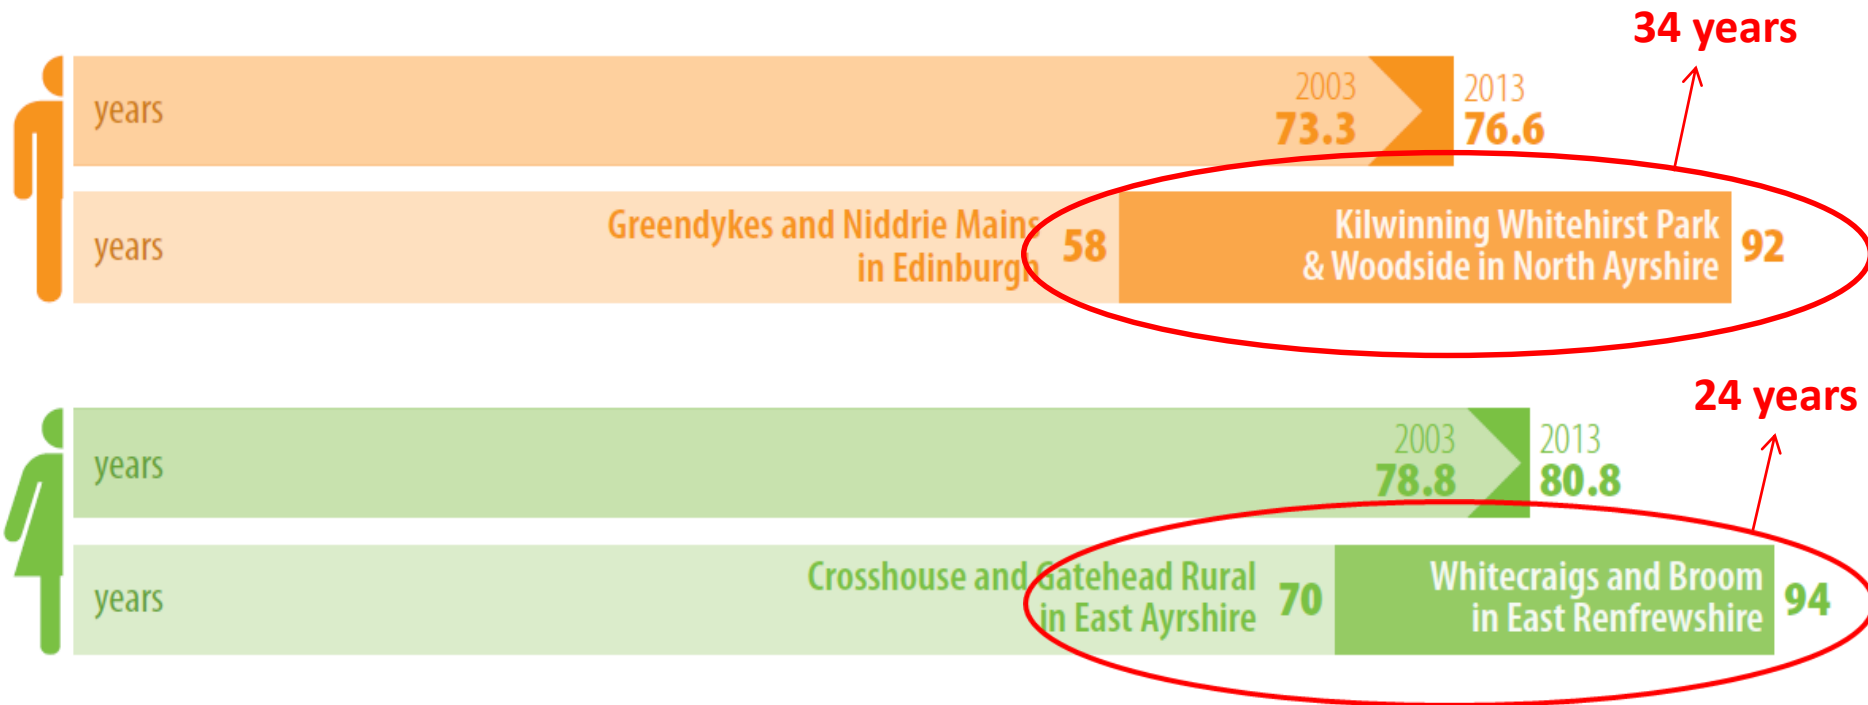 34 years
years
2003
73.3
2013
76.6
years
Greendykes and Niddrie Mains
in Edinburgh
58
Kilwinning Whitehirst Park
& Woodside in North Ayrshire
92
24 years
years
2003
78.8
2013
80.8
years
Crosshouse and Gatehead Rural
in East Ayrshire
70
Whitecraigs and Broom
in East Renfrewshire
94